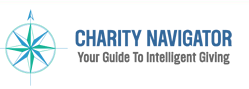 CHARITY NAVIGATOR
Your Guide To Intelligent Giving